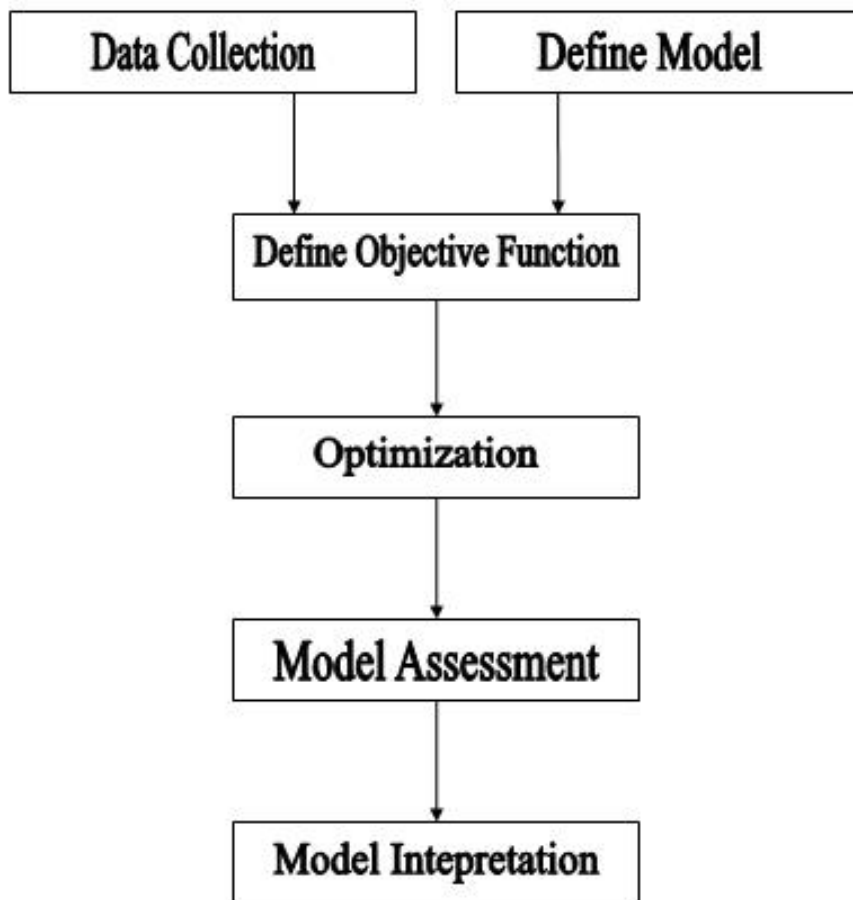 Data Collection
Define Model
Define Objective Function
Optimization
Model Assessment
Model Intepretation